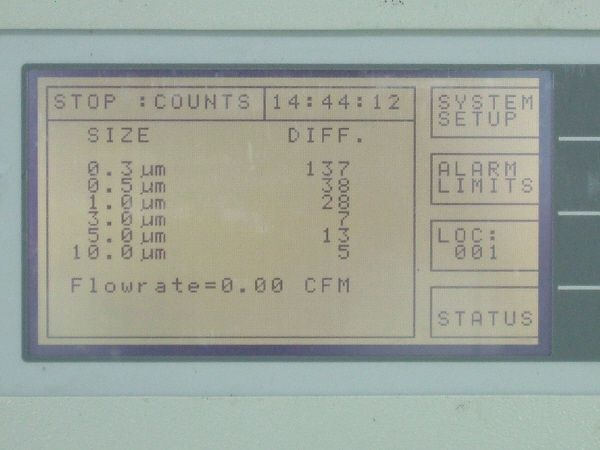 STOP :COUNTS 14:44:12
SIZE DIFF.
0.3 µm 137
0.5 µm 38
1.0 µm 28
3.0 µm 7
5.0 µm 13
10.0 µm 5
Flowrate=0.00 CFM
SYSTEM
SETUP
ALARM
LIMITS
LOC:
001
STATUS